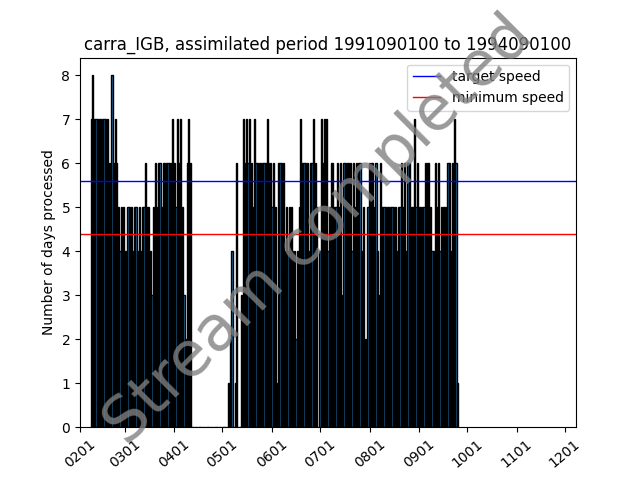 carra_IGB, assimilated period 1991090100 to 1994090100
target speed
minimum speed
Number of days processed
8
7
6
5
4
3
2
1
0
0201 0301 0401 0501 0601 0701 0801 0901 1001 1101 1201
Stream completed